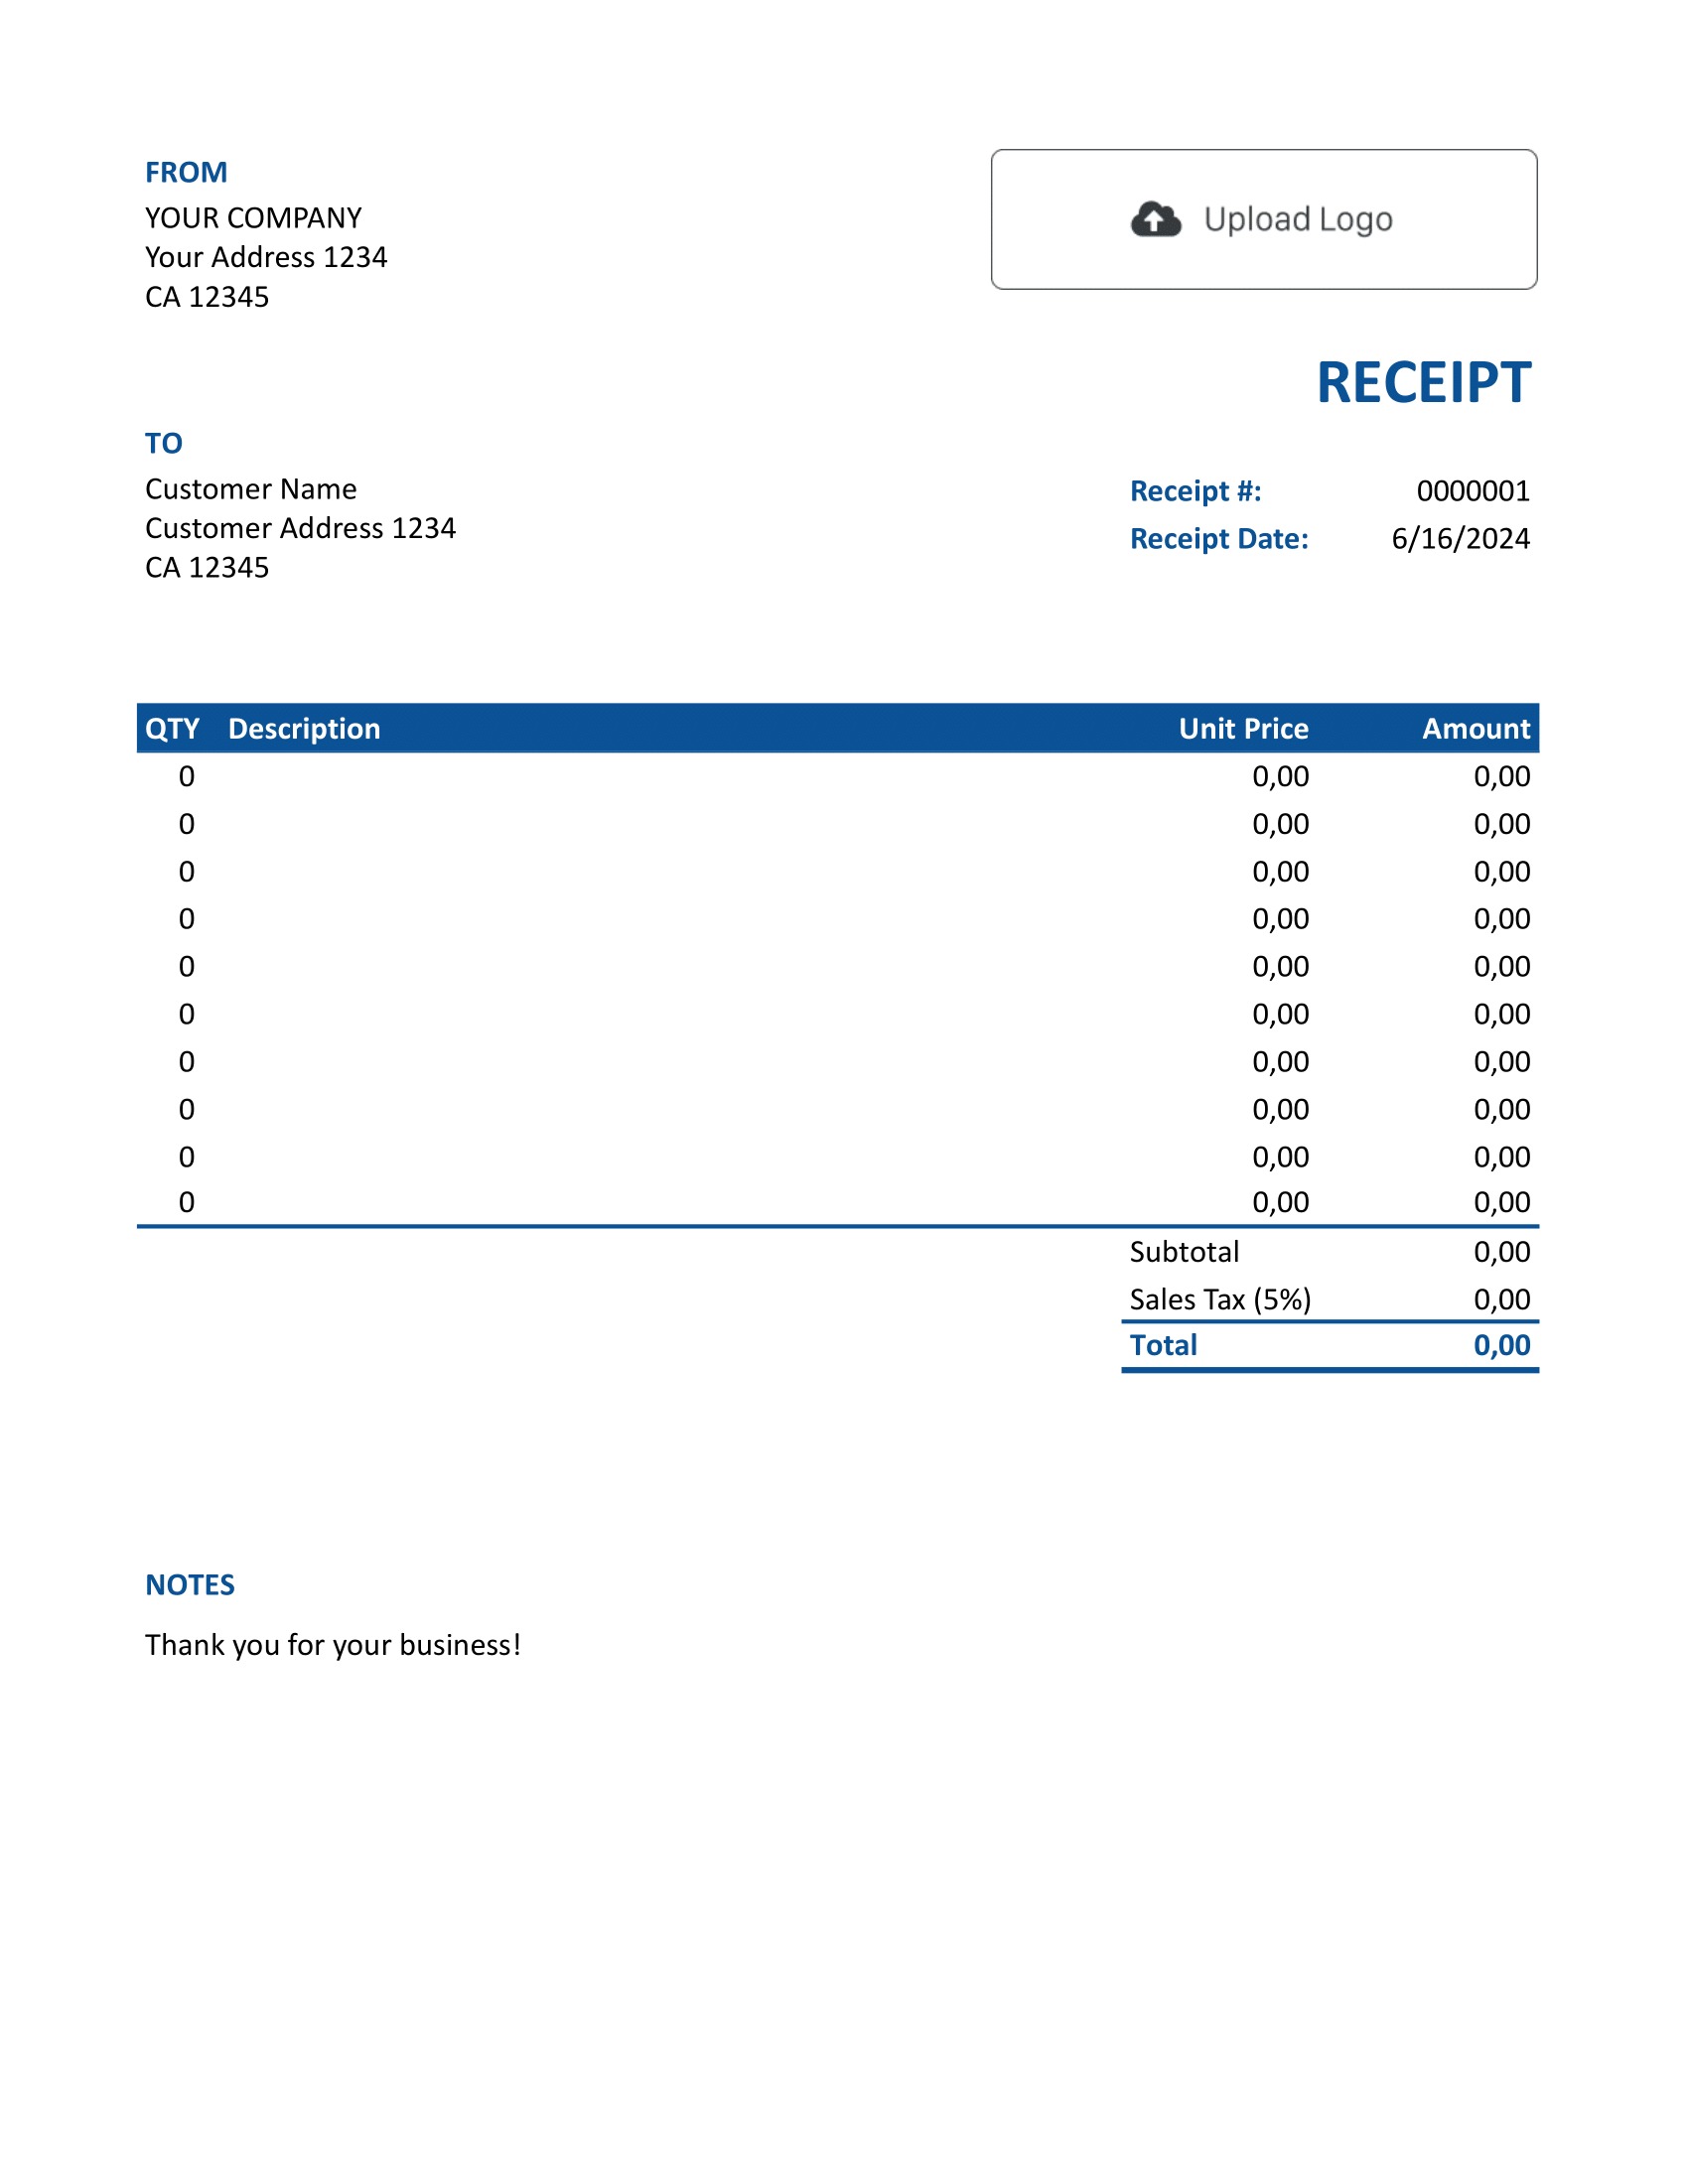 FROM
YOUR COMPANY
Your Address 1234
CA 12345
Upload Logo
RECEIPT
TO
Customer Name
Customer Address 1234
CA 12345
Receipt #: 0000001
Receipt Date: 6/16/2024
QTY Description Unit Price Amount
0 0,00 0,00
0 0,00 0,00
0 0,00 0,00
0 0,00 0,00
0 0,00 0,00
0 0,00 0,00
0 0,00 0,00
0 0,00 0,00
0 0,00 0,00
0 0,00 0,00
Subtotal 0,00
Sales Tax (5%) 0,00
Total 0,00
NOTES
Thank you for your business!